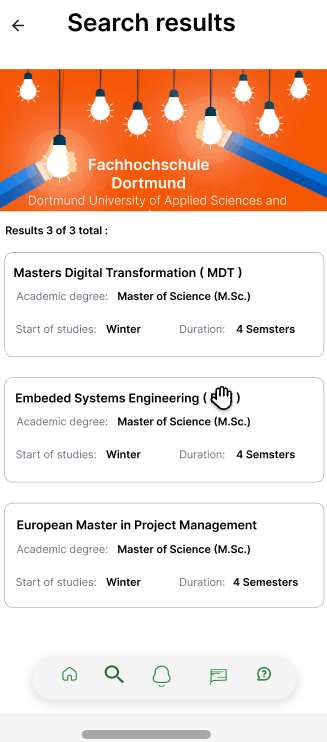 Search results
Fachhochschule
Dortmund
Dortmund University of Applied Sciences and
Results 3 of 3 total :
Masters Digital Transformation ( MDT )
Academic degree: Master of Science (M.Sc.)
Start of studies: Winter Duration: 4 Semsters
Embeded Systems Engineering ( )
Academic degree: Master of Science (M.Sc.)
Start of studies: Winter Duration: 4 Semsters
European Master in Project Management
Academic degree: Master of Science (M.Sc.)
Start of studies: Winter Duration: 4 Semesters